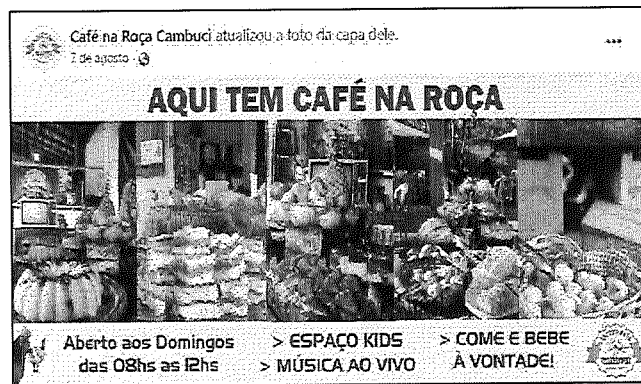 Café na Roça Cambuci atualizou a foto da capa dele.
7 de agosto
AQUI TEM CAFÉ NA ROÇA
Aberto aos Domingos
das 08hs as 12hs
> ESPAÇO KIDS
> MÚSICA AO VIVO
> COME E BEBE
À VONTADE!